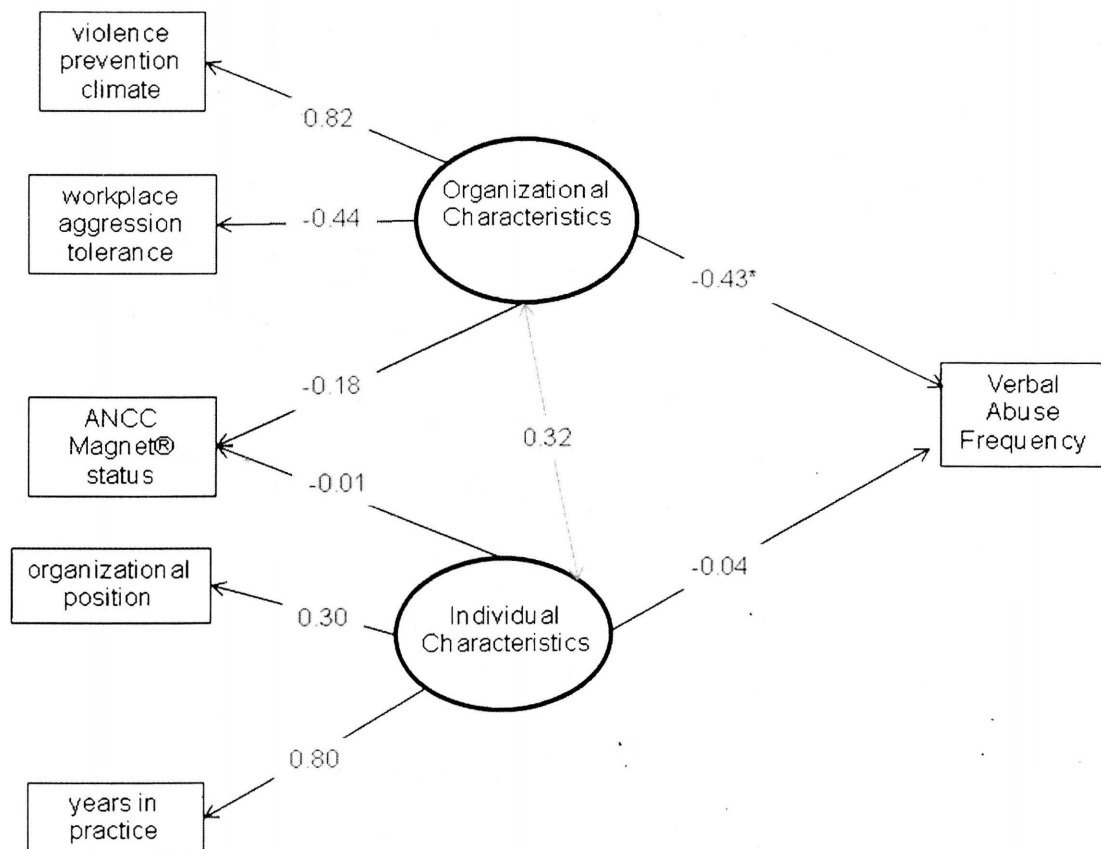 violence
prevention
climate
0.82
workplace
aggression
tolerance
-0.44
Organizational
Characteristics
-0.43*
-0.18
ANCC
Magnet®
status
0.32
Verbal
Abuse
Frequency
-0.01
organizational
position
0.30
Individual
Characteristics
-0.04
0.80
years in
practice